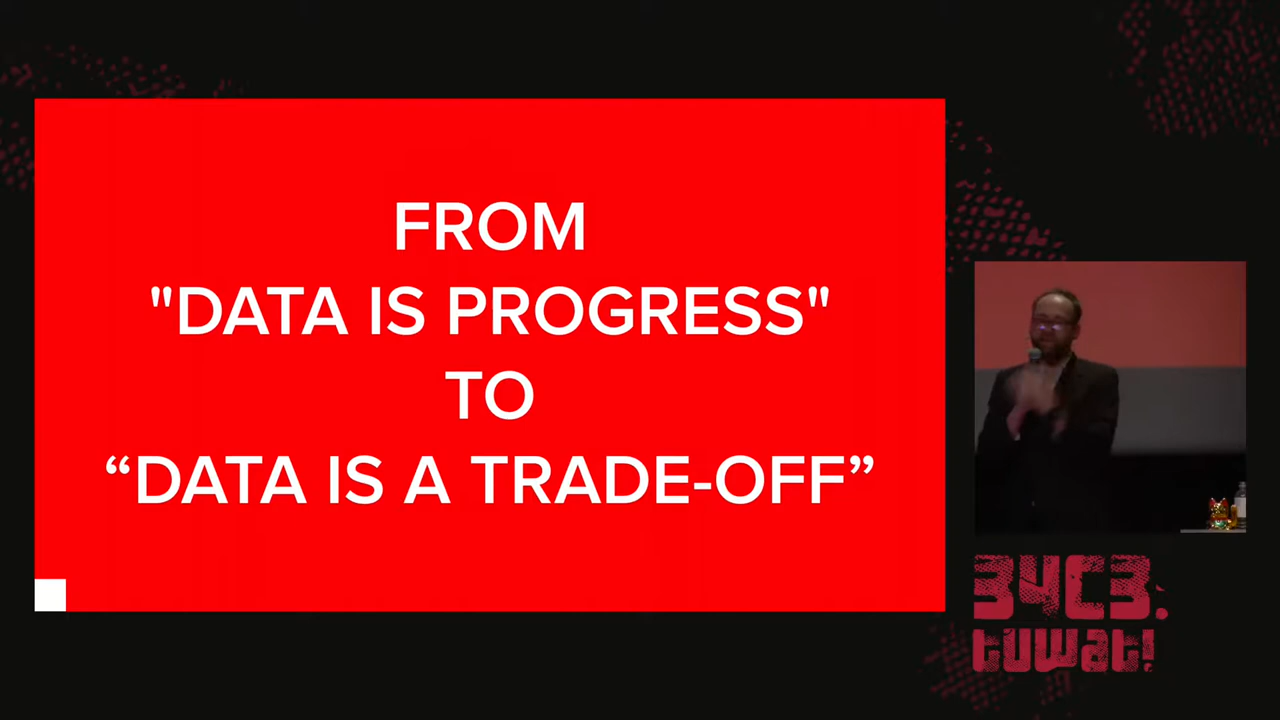 FROM
"DATA IS PROGRESS"
TO
“DATA IS A TRADE-OFF”
34C3.
tuwat!